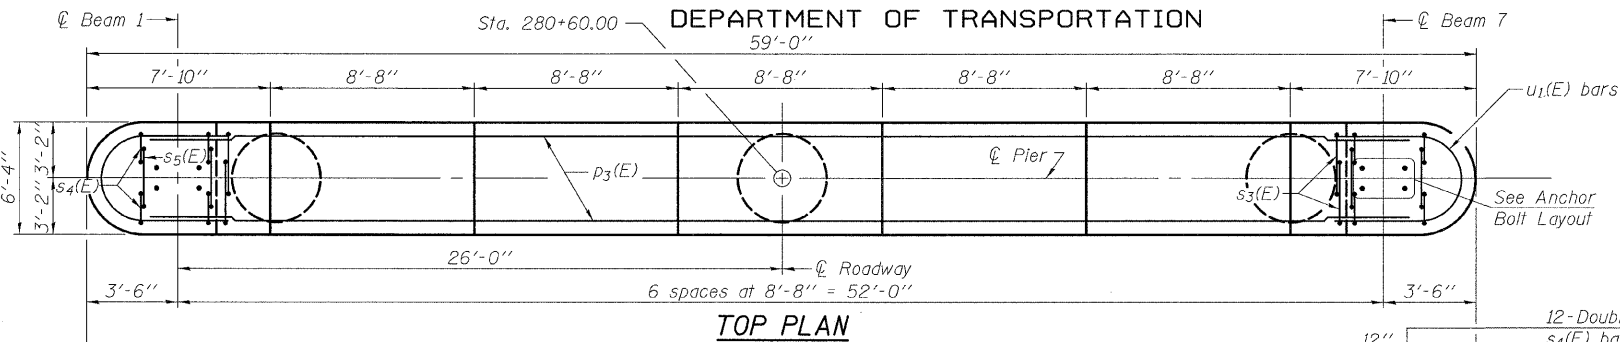 DEPARTMENT OF TRANSPORTATION
℄ Beam 1
Sta. 280+60.00
℄ Beam 7
59'-0"
7'-10"
8'-8"
8'-8"
8'-8"
8'-8"
8'-8"
7'-10"
u1(E) bars
6'-4"
3'-2"
3'-2"
s5(E)
s4(E)
p3(E)
℄ Pier 7
s3(E)
See Anchor
Bolt Layout
26'-0"
℄ Roadway
3'-6"
6 spaces at 8'-8" = 52'-0"
3'-6"
TOP PLAN
12"
12-Doub
s4(E) ba